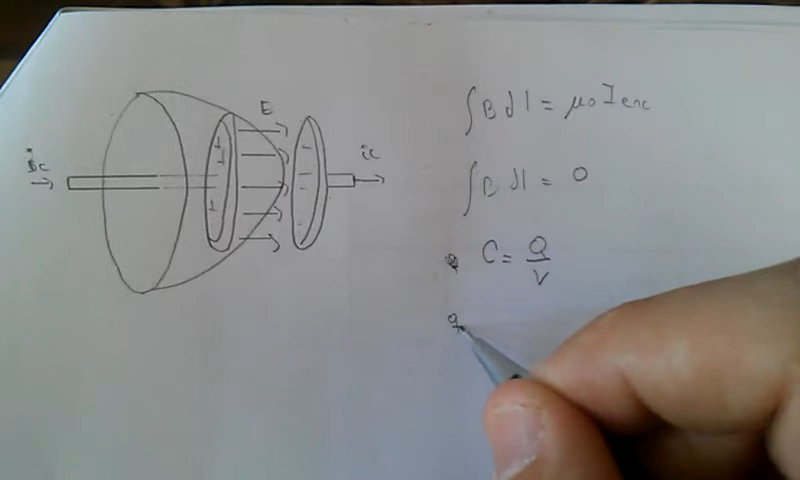 E
ic
ic
∫B dl = μ0 I enc
∫B dl = 0
C = Q/V
q